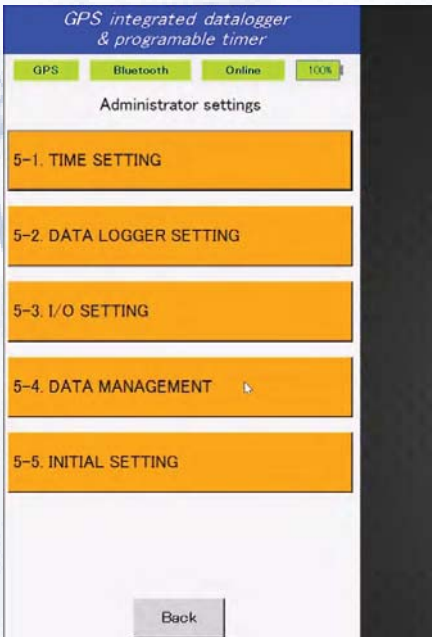 GPS integrated datalogger
& programable timer
GPS Bluetooth Online 100%
Administrator settings
5-1. TIME SETTING
5-2. DATA LOGGER SETTING
5-3. I/O SETTING
5-4. DATA MANAGEMENT
5-5. INITIAL SETTING
Back